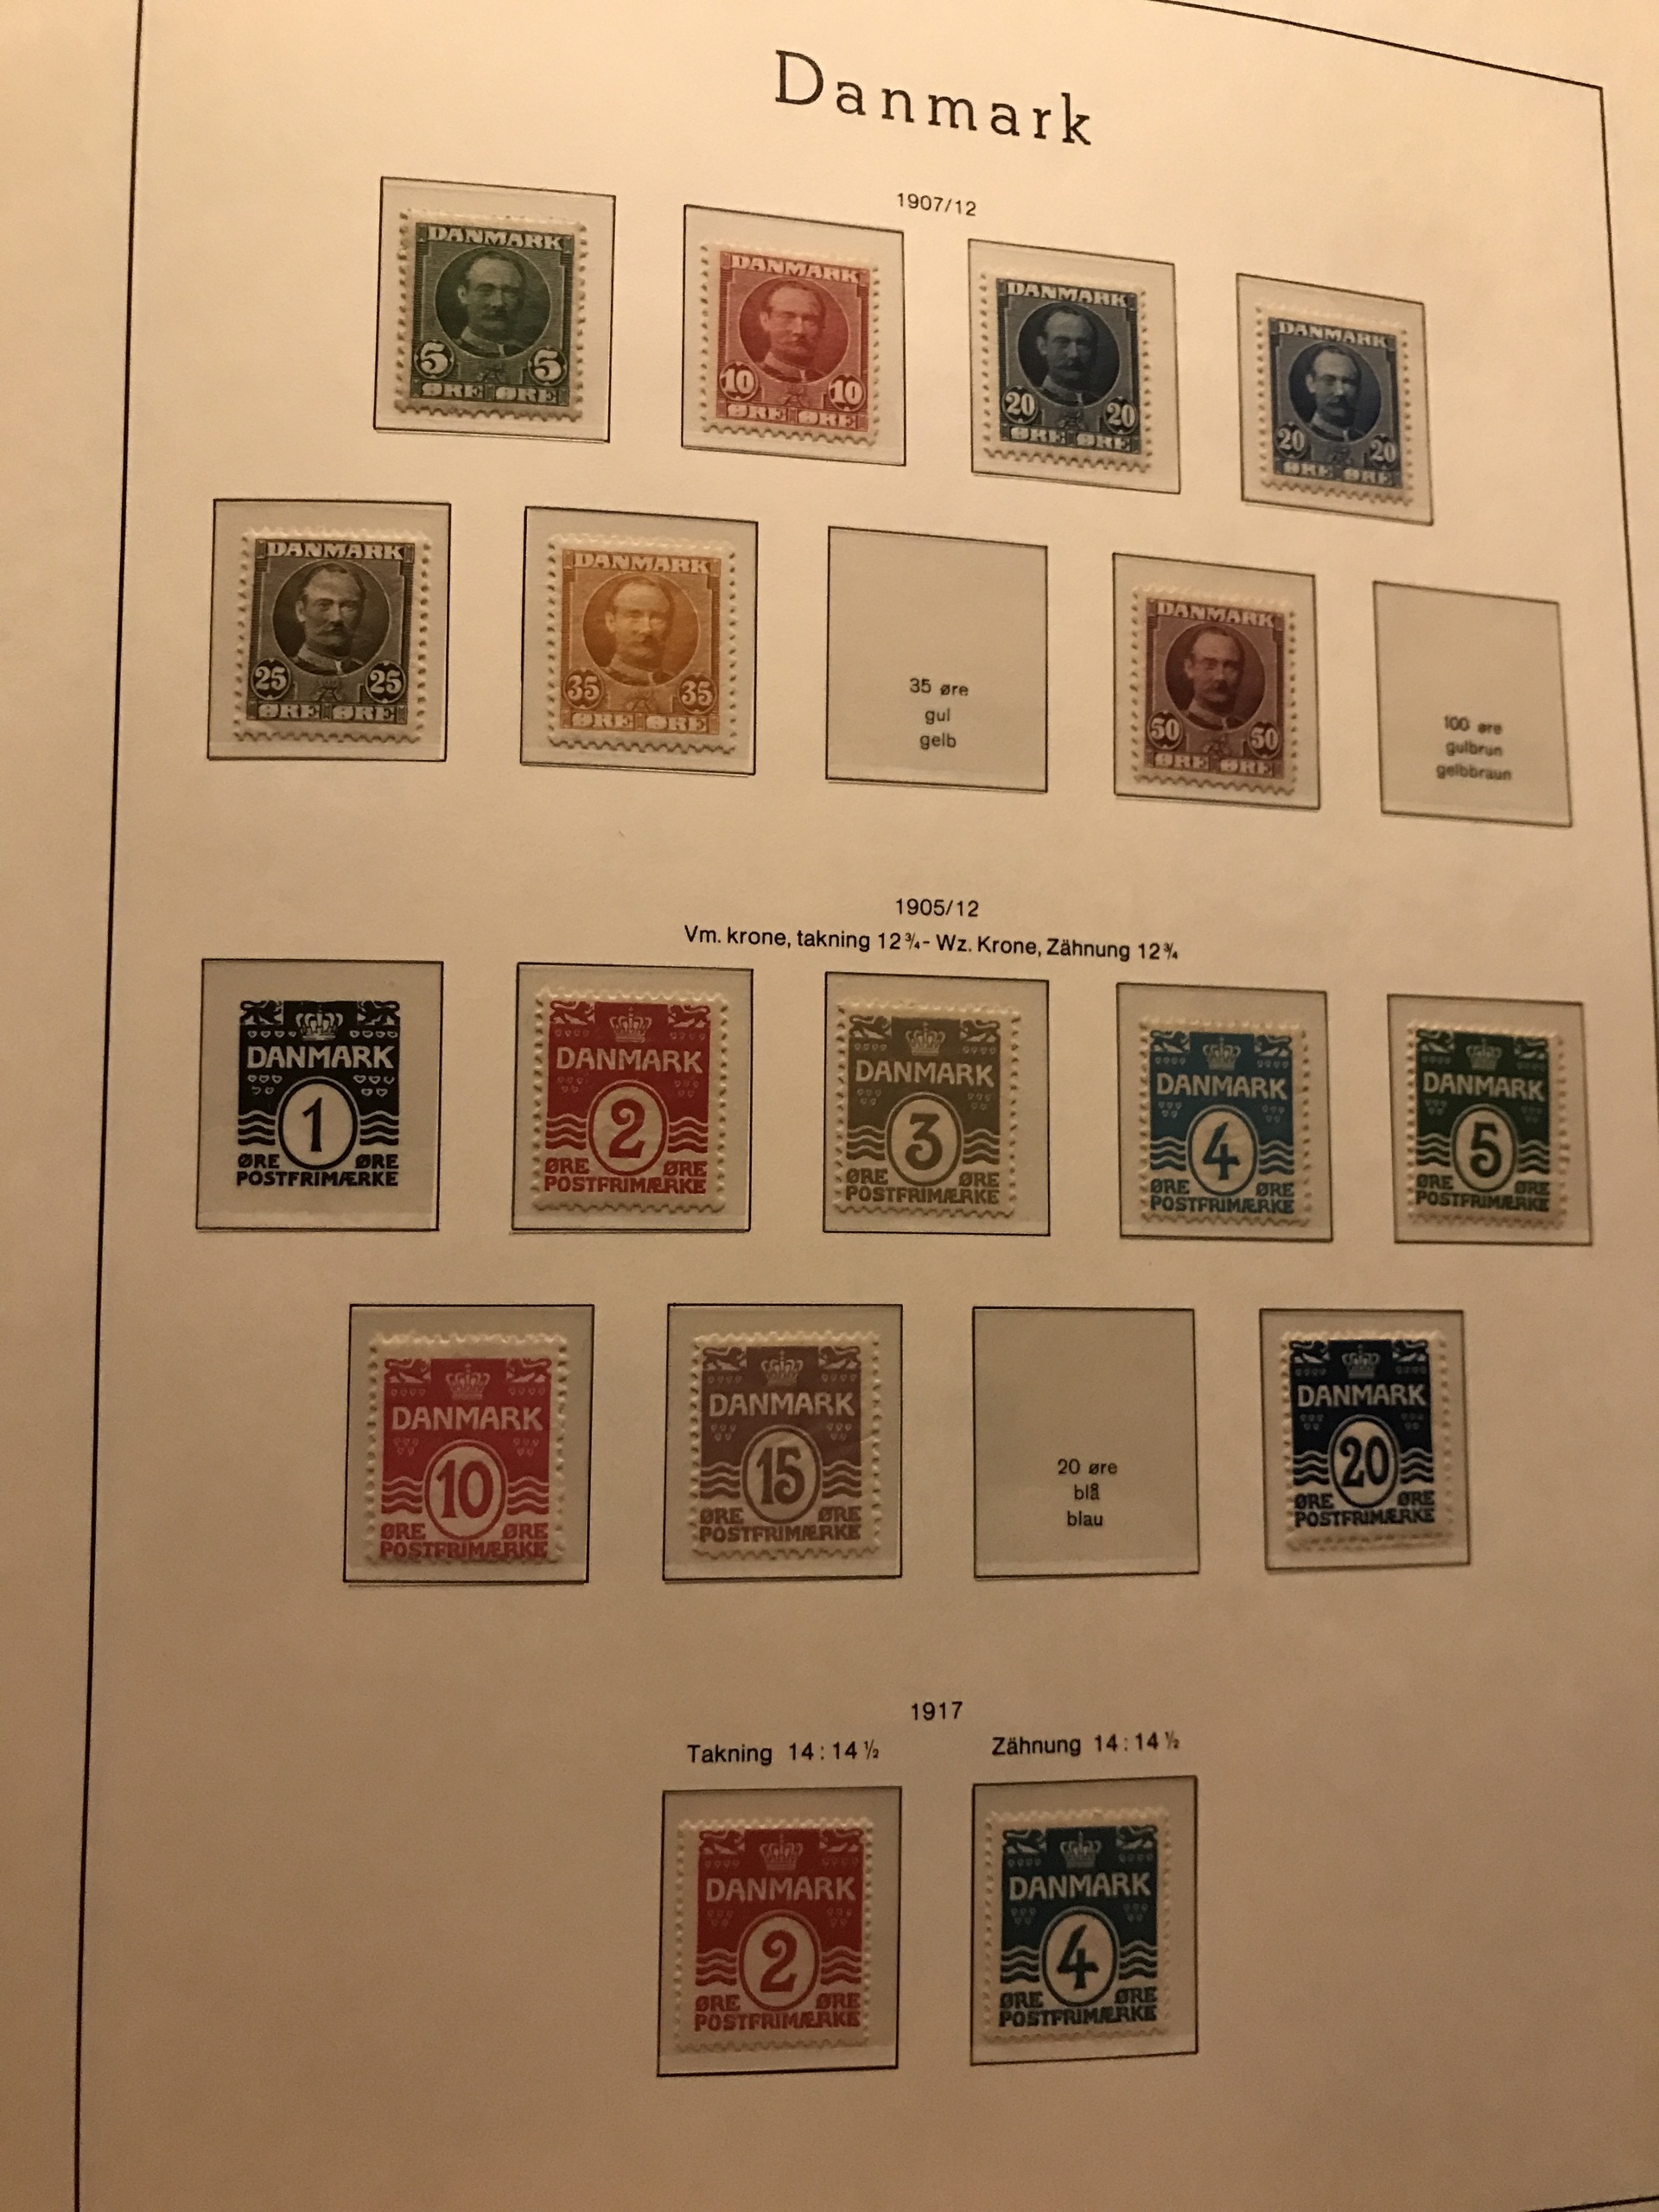 Danmark
1907/12
DANMARK
5 5
ØRE ØRE
DANMARK
10 10
ØRE ØRE
DANMARK
20 20
ØRE ØRE
DANMARK
20 20
ØRE ØRE
DANMARK
25 25
ØRE ØRE
DANMARK
35 35
ØRE ØRE
35 øre
gul
gelb
DANMARK
50 50
ØRE ØRE
100 øre
gulbrun
gelbbraun
1905/12
Vm. krone, takning 12¾ - Wz. Krone, Zähnung 12¾
DANMARK
1
ØRE ØRE
POSTFRIMÆRKE
DANMARK
2
ØRE ØRE
POSTFRIMÆRKE
DANMARK
3
ØRE ØRE
POSTFRIMÆRKE
DANMARK
4
ØRE ØRE
POSTFRIMÆRKE
DANMARK
5
ØRE ØRE
POSTFRIMÆRKE
DANMARK
10
ØRE ØRE
POSTFRIMÆRKE
DANMARK
15
ØRE ØRE
POSTFRIMÆRKE
20 øre
blå
blau
DANMARK
20
ØRE ØRE
POSTFRIMÆRKE
1917
Takning 14 : 14 ½ Zähnung 14 : 14 ½
DANMARK
2
ØRE ØRE
POSTFRIMÆRKE
DANMARK
4
ØRE ØRE
POSTFRIMÆRKE